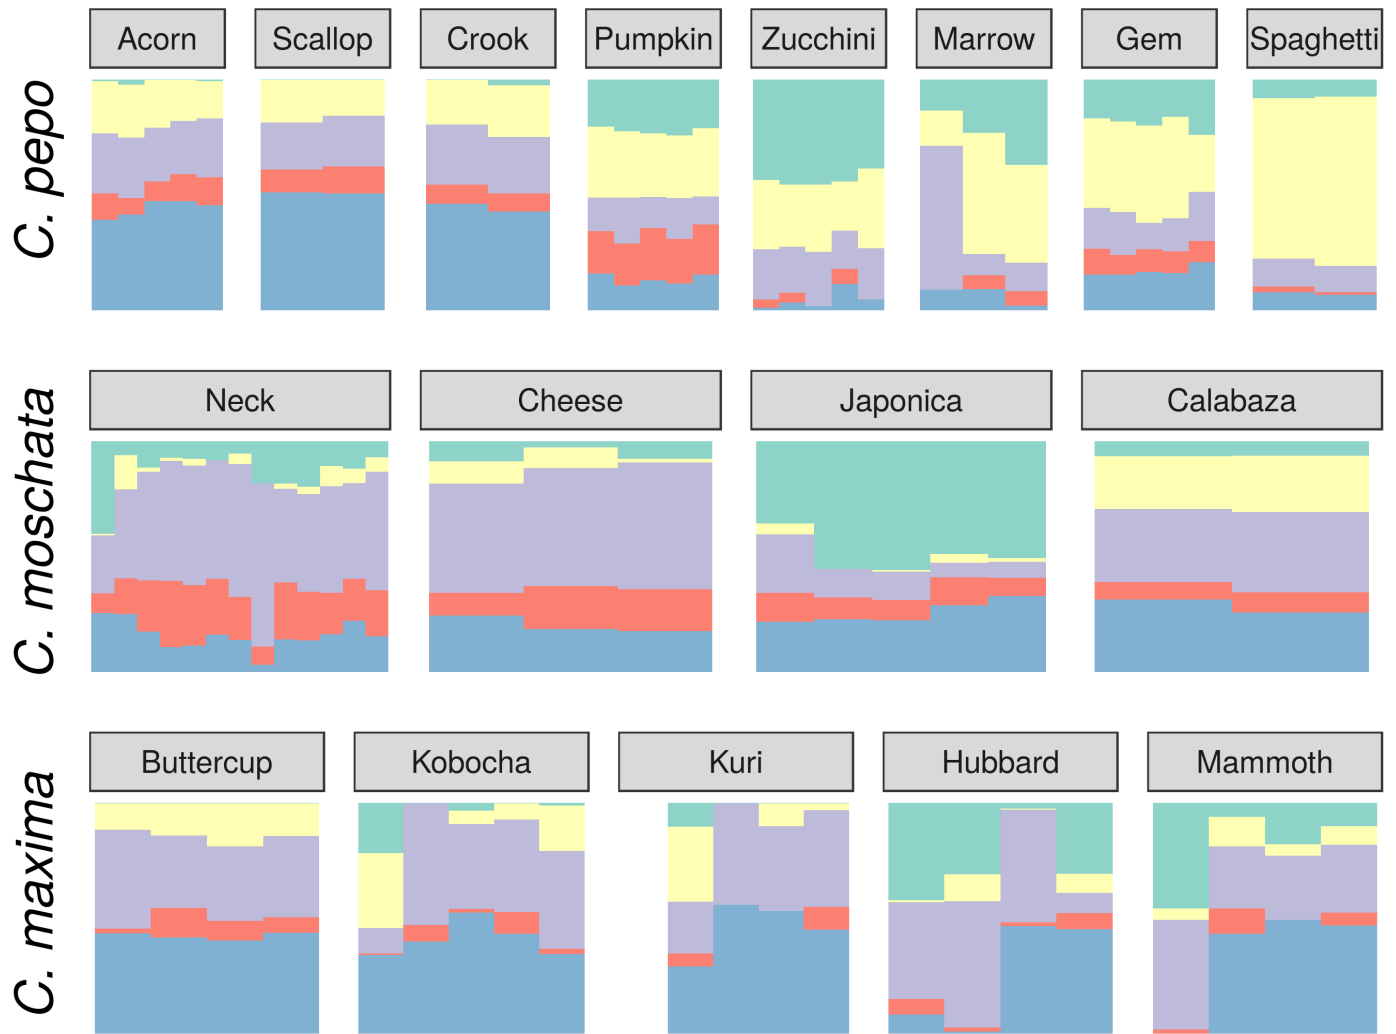 C. pepo
Acorn Scallop Crook Pumpkin Zucchini Marrow Gem Spaghetti
C. moschata
Neck Cheese Japonica Calabaza
C. maxima
Buttercup Kobocha Kuri Hubbard Mammoth